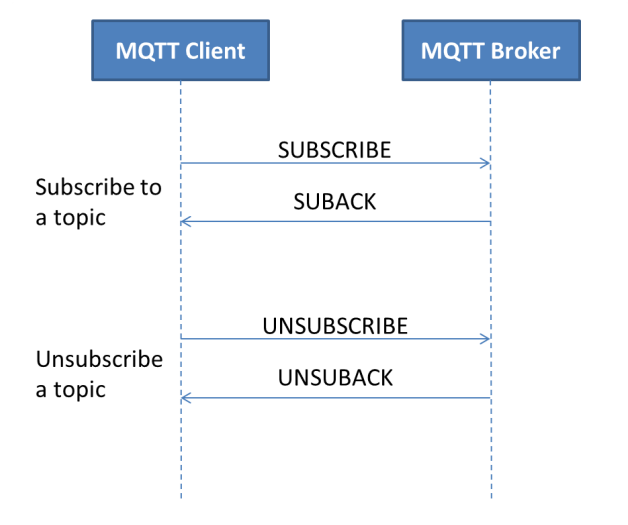 MQTT Client
MQTT Broker
SUBSCRIBE
Subscribe to
a topic
SUBACK
UNSUBSCRIBE
Unsubscribe
a topic
UNSUBACK